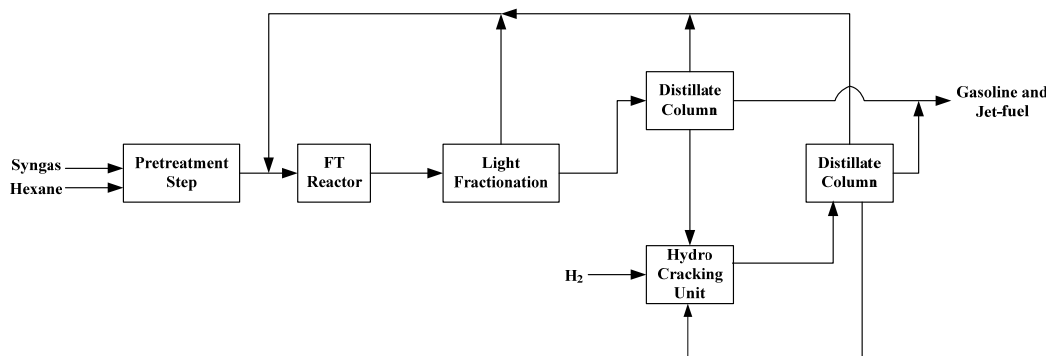 Syngas
Hexane
Pretreatment
Step
FT
Reactor
Light
Fractionation
Distillate
Column
Gasoline and
Jet-fuel
Distillate
Column
H₂
Hydro
Cracking
Unit